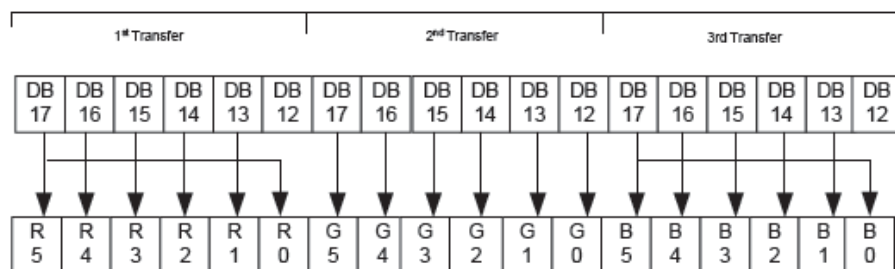 1st Transfer 2nd Transfer 3rd Transfer
DB DB DB DB DB DB DB DB DB DB DB DB DB DB DB DB DB DB
17 16 15 14 13 12 17 16 15 14 13 12 17 16 15 14 13 12
R R R R R R G G G G G G B B B B B B
5 4 3 2 1 0 5 4 3 2 1 0 5 4 3 2 1 0